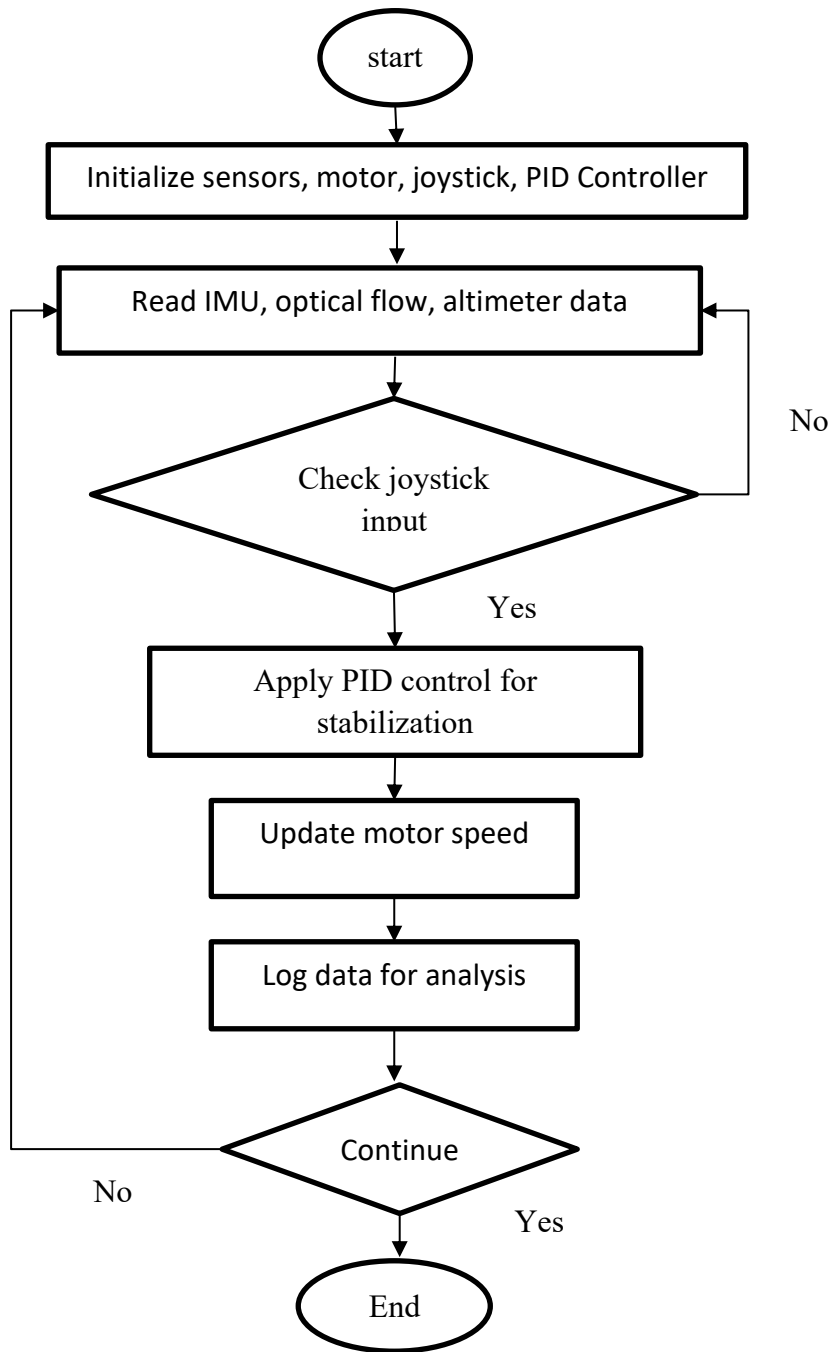 start
Initialize sensors, motor, joystick, PID Controller
Read IMU, optical flow, altimeter data
No
Check joystick
input
Yes
Apply PID control for
stabilization
Update motor speed
Log data for analysis
Continue
No
Yes
End